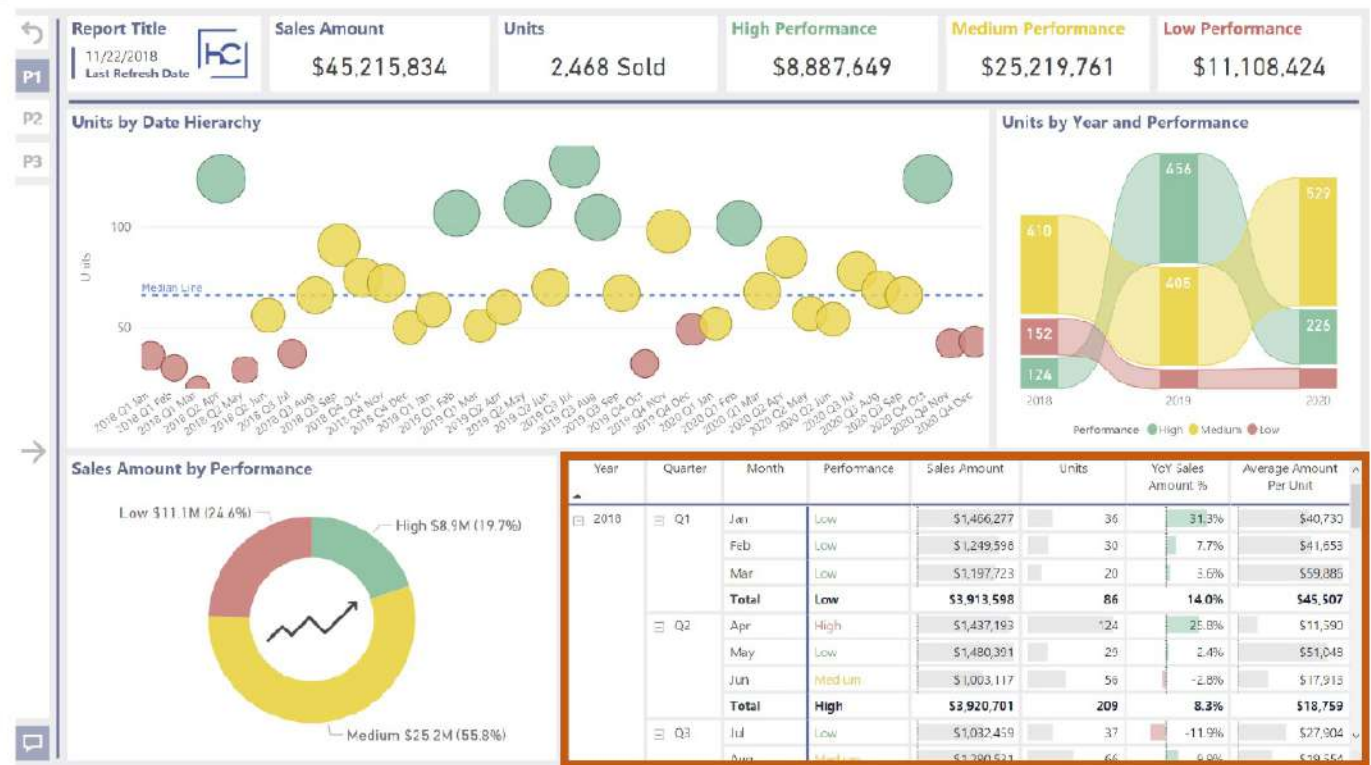 Report Title
11/22/2018
Last Refresh Date
hc
Sales Amount
$45,215,834
Units
2,468 Sold
High Performance
$8,887,649
Medium Performance
$25,219,761
Low Performance
$11,108,424
P1
P2
P3
Units by Date Hierarchy
Units
100
50
Median Line
2018 Q1 Jan
2018 Q1 Feb
2018 Q1 Mar
2018 Q2 Apr
2018 Q2 May
2018 Q2 Jun
2018 Q3 Jul
2018 Q3 Aug
2018 Q3 Sep
2018 Q4 Oct
2018 Q4 Nov
2018 Q4 Dec
2019 Q1 Jan
2019 Q1 Feb
2019 Q1 Mar
2019 Q2 Apr
2019 Q2 May
2019 Q2 Jun
2019 Q3 Jul
2019 Q3 Aug
2019 Q3 Sep
2019 Q4 Oct
2019 Q4 Nov
2019 Q4 Dec
2020 Q1 Jan
2020 Q1 Feb
2020 Q1 Mar
2020 Q2 Apr
2020 Q2 May
2020 Q2 Jun
2020 Q3 Jul
2020 Q3 Aug
2020 Q3 Sep
2020 Q4 Oct
2020 Q4 Nov
2020 Q4 Dec
Units by Year and Performance
456
529
410
405
152
226
124
2018 2019 2020
Performance High Medium Low
Sales Amount by Performance
Low $11.1M (24.6%)
High $8.9M (19.7%)
Medium $25.2M (55.8%)
Year Quarter Month Performance Sales Amount Units YoY Sales Amount % Average Amount Per Unit
2018 Q1 Jan Low $1,466,277 36 31.3% $40,730
Feb Low $1,249,598 30 7.7% $41,653
Mar Low $1,197,723 20 3.6% $59,886
Total Low $3,913,598 86 14.0% $45,507
Q2 Apr High $1,437,193 124 25.8% $11,590
May Low $1,480,391 29 2.4% $51,048
Jun Medium $1,003,117 56 -2.8% $17,913
Total High $3,920,701 209 8.3% $18,759
Q3 Jul Low $1,032,459 37 -11.9% $27,904
Aug Medium 66 9.9%